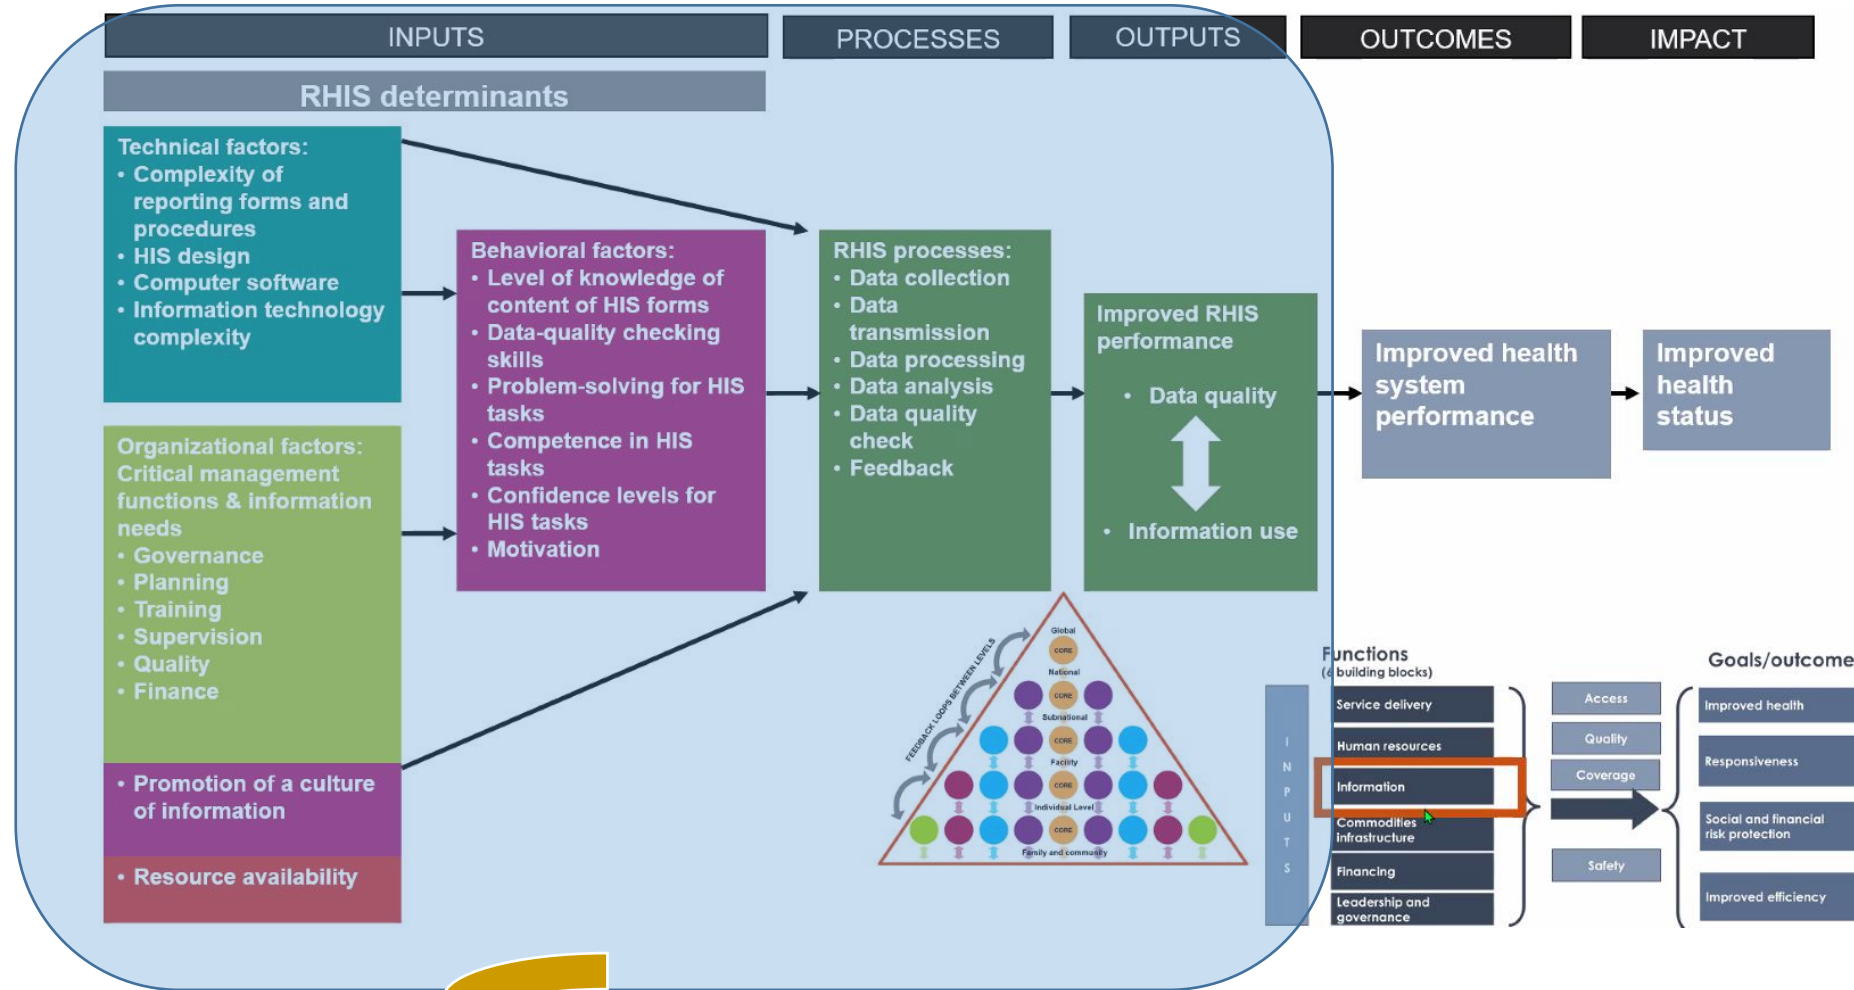 INPUTS
PROCESSES
OUTPUTS
OUTCOMES
IMPACT
RHIS determinants
Technical factors:
• Complexity of
reporting forms and
procedures
• HIS design
• Computer software
• Information technology
complexity
Organizational factors:
Critical management
functions & information
needs
• Governance
• Planning
• Training
• Supervision
• Quality
• Finance
• Promotion of a culture
of information
• Resource availability
Behavioral factors:
• Level of knowledge of
content of HIS forms
• Data-quality checking
skills
• Problem-solving for HIS
tasks
• Competence in HIS
tasks
• Confidence levels for
HIS tasks
• Motivation
RHIS processes:
• Data collection
• Data
transmission
• Data processing
• Data analysis
• Data quality
check
• Feedback
Improved RHIS
performance
• Data quality
• Information use
Improved health
system
performance
Improved
health
status
FEEDBACK LOOPS BETWEEN LEVELS
Global
CORE
National
CORE
Subnational
CORE
Facility
CORE
Individual Level
CORE
Family and community
Functions
(6 building blocks)
INPUTS
Service delivery
Human resources
Information
Commodities
infrastructure
Financing
Leadership and
governance
Access
Quality
Coverage
Safety
Goals/outcome
Improved health
Responsiveness
Social and financial
risk protection
Improved efficiency